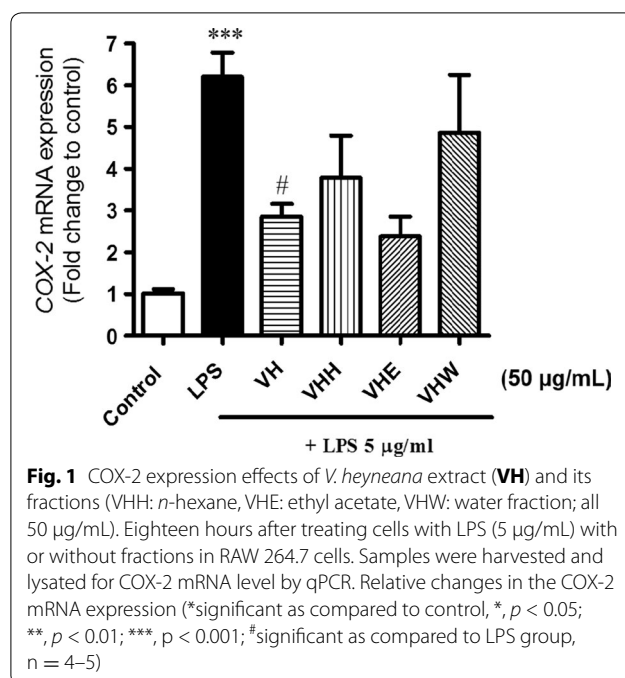 ***
#
7
6
5
4
3
2
1
0
COX-2 mRNA expression
(Fold change to control)
Control
LPS
VH
VHH
VHE
VHW
(50 µg/mL)
+ LPS 5 µg/ml
Fig. 1 COX-2 expression effects of V. heyneana extract (VH) and its
fractions (VHH: n-hexane, VHE: ethyl acetate, VHW: water fraction; all
50 µg/mL). Eighteen hours after treating cells with LPS (5 µg/mL) with
or without fractions in RAW 264.7 cells. Samples were harvested and
lysated for COX-2 mRNA level by qPCR. Relative changes in the COX-2
mRNA expression (*significant as compared to control, *, p < 0.05;
**, p < 0.01; ***, p < 0.001; #significant as compared to LPS group,
n = 4–5)